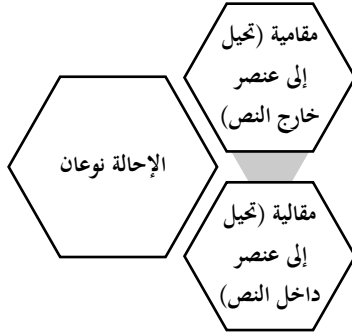 الإحالة نوعان
مقامية (تحيل
إلى عنصر
خارج النص)
مقالية (تحيل
إلى عنصر
داخل النص)